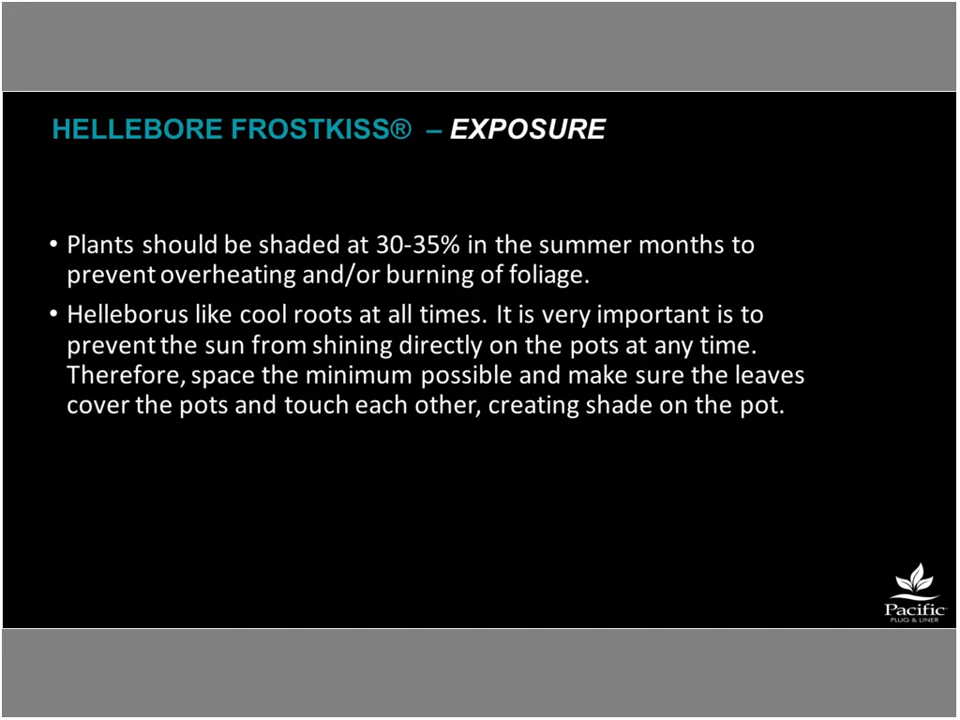 HELLEBORE FROSTKISS® – EXPOSURE
• Plants should be shaded at 30-35% in the summer months to
prevent overheating and/or burning of foliage.
• Helleborus like cool roots at all times. It is very important is to
prevent the sun from shining directly on the pots at any time.
Therefore, space the minimum possible and make sure the leaves
cover the pots and touch each other, creating shade on the pot.
Pacific
PLUG & LINER